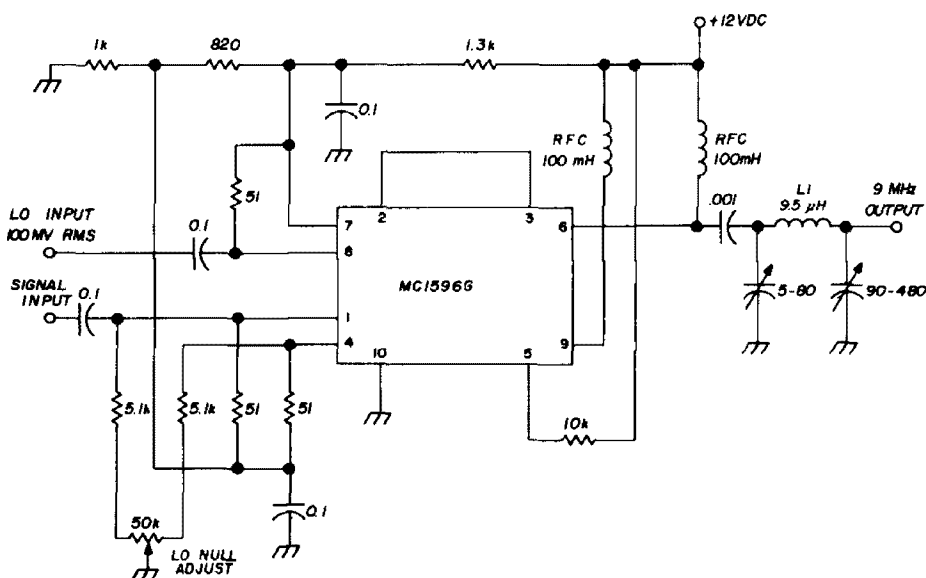 +12VDC
1k
820
1.3k
0.1
RFC
100 mH
RFC
100mH
51
2
3
LO INPUT
100MV RMS
0.1
7
8
6
.001
L1
9.5 μH
9 MHz
OUTPUT
SIGNAL
INPUT
0.1
MC1596G
1
4
10
5
9
5-80
90-480
5.1k
5.1k
51
51
10k
0.1
50k
LO NULL
ADJUST